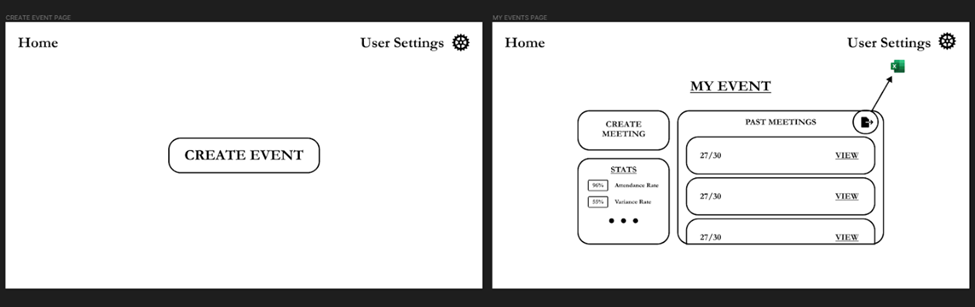 CREATE EVENT PAGE
Home
User Settings
CREATE EVENT
MY EVENTS PAGE
Home
User Settings
MY EVENT
CREATE
MEETING
STATS
96% Attendance Rate
55% Variance Rate
PAST MEETINGS
27/30 VIEW
27/30 VIEW
27/30 VIEW